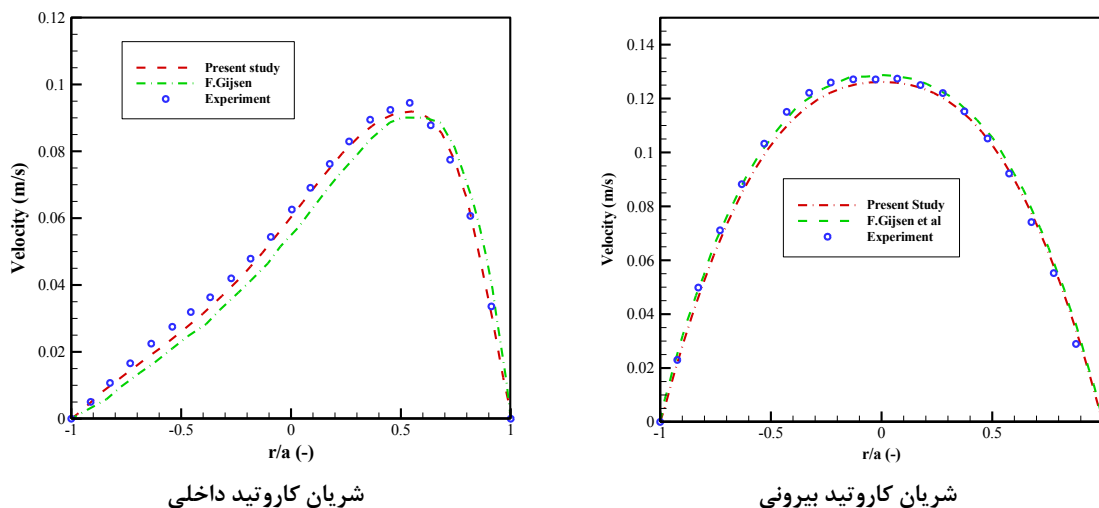 0.12
0.1
0.08
0.06
0.04
0.02
0
Velocity (m/s)
Present study
F.Gijsen
Experiment
-1
-0.5
0
0.5
1
r/a (-)
شریان کاروتید داخلی
0.14
0.12
0.1
0.08
0.06
0.04
0.02
0
Velocity (m/s)
Present Study
F.Gijsen et al
Experiment
-1
-0.5
0
0.5
r/a (-)
شریان کاروتید بیرونی